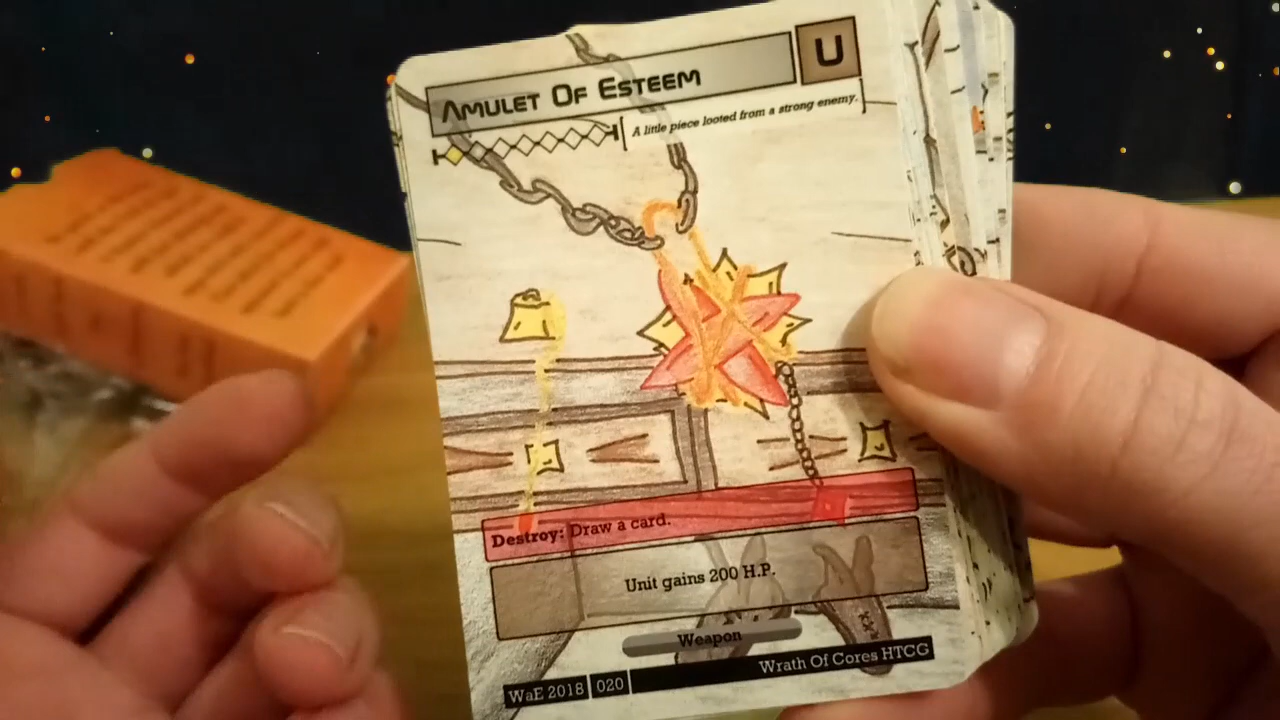 Amulet Of Esteem
U
A little piece looted from a strong enemy.
Destroy: Draw a card.
Unit gains 200 H.P.
Weapon
WaE 2018 020 Wrath Of Cores HTCG